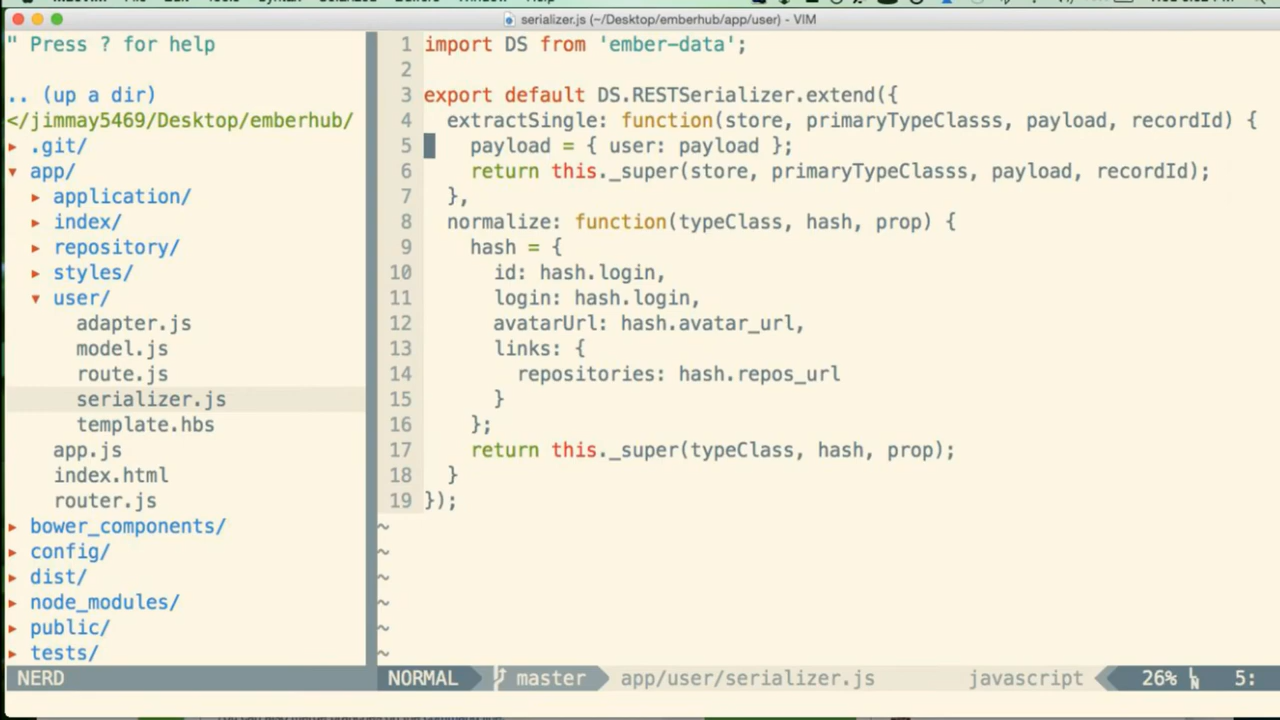 serializer.js (~/Desktop/emberhub/app/user) - VIM
" Press ? for help
.. (up a dir)
</jimmay5469/Desktop/emberhub/
▸ .git/
▾ app/
▸ application/
▸ index/
▸ repository/
▸ styles/
▾ user/
adapter.js
model.js
route.js
serializer.js
template.hbs
app.js
index.html
router.js
▸ bower_components/
▸ config/
▸ dist/
▸ node_modules/
▸ public/
▸ tests/
NERD
1 import DS from 'ember-data';
2
3 export default DS.RESTSerializer.extend({
4 extractSingle: function(store, primaryTypeClasss, payload, recordId) {
5 payload = { user: payload };
6 return this._super(store, primaryTypeClasss, payload, recordId);
7 },
8 normalize: function(typeClass, hash, prop) {
9 hash = {
10 id: hash.login,
11 login: hash.login,
12 avatarUrl: hash.avatar_url,
13 links: {
14 repositories: hash.repos_url
15 }
16 };
17 return this._super(typeClass, hash, prop);
18 }
19 });
~
~
~
~
~
~
NORMAL master app/user/serializer.js javascript 26% 5: